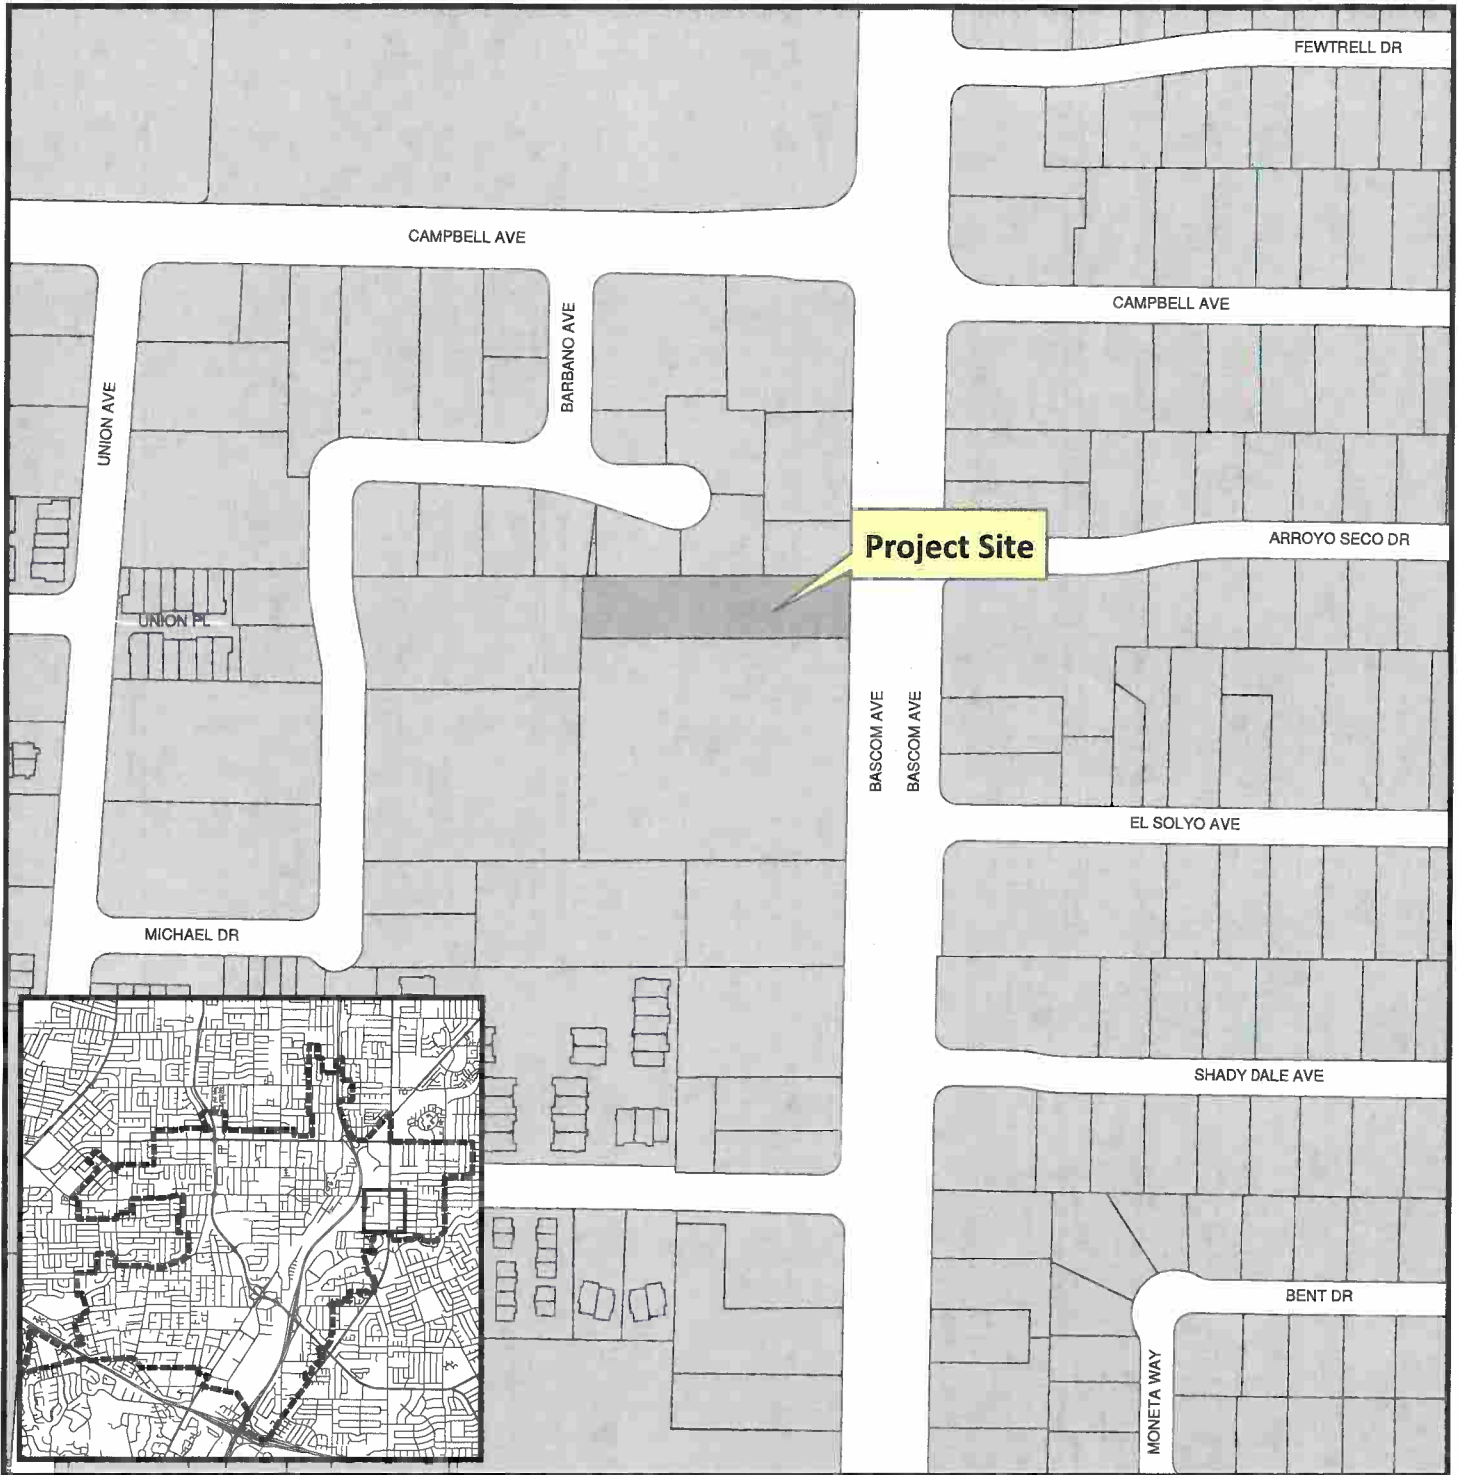 FEWTRELL DR
CAMPBELL AVE
CAMPBELL AVE
BARBANO AVE
UNION AVE
Project Site
ARROYO SECO DR
UNION PL
BASCOM AVE
BASCOM AVE
EL SOLYO AVE
MICHAEL DR
SHADY DALE AVE
BENT DR
MONETA WAY